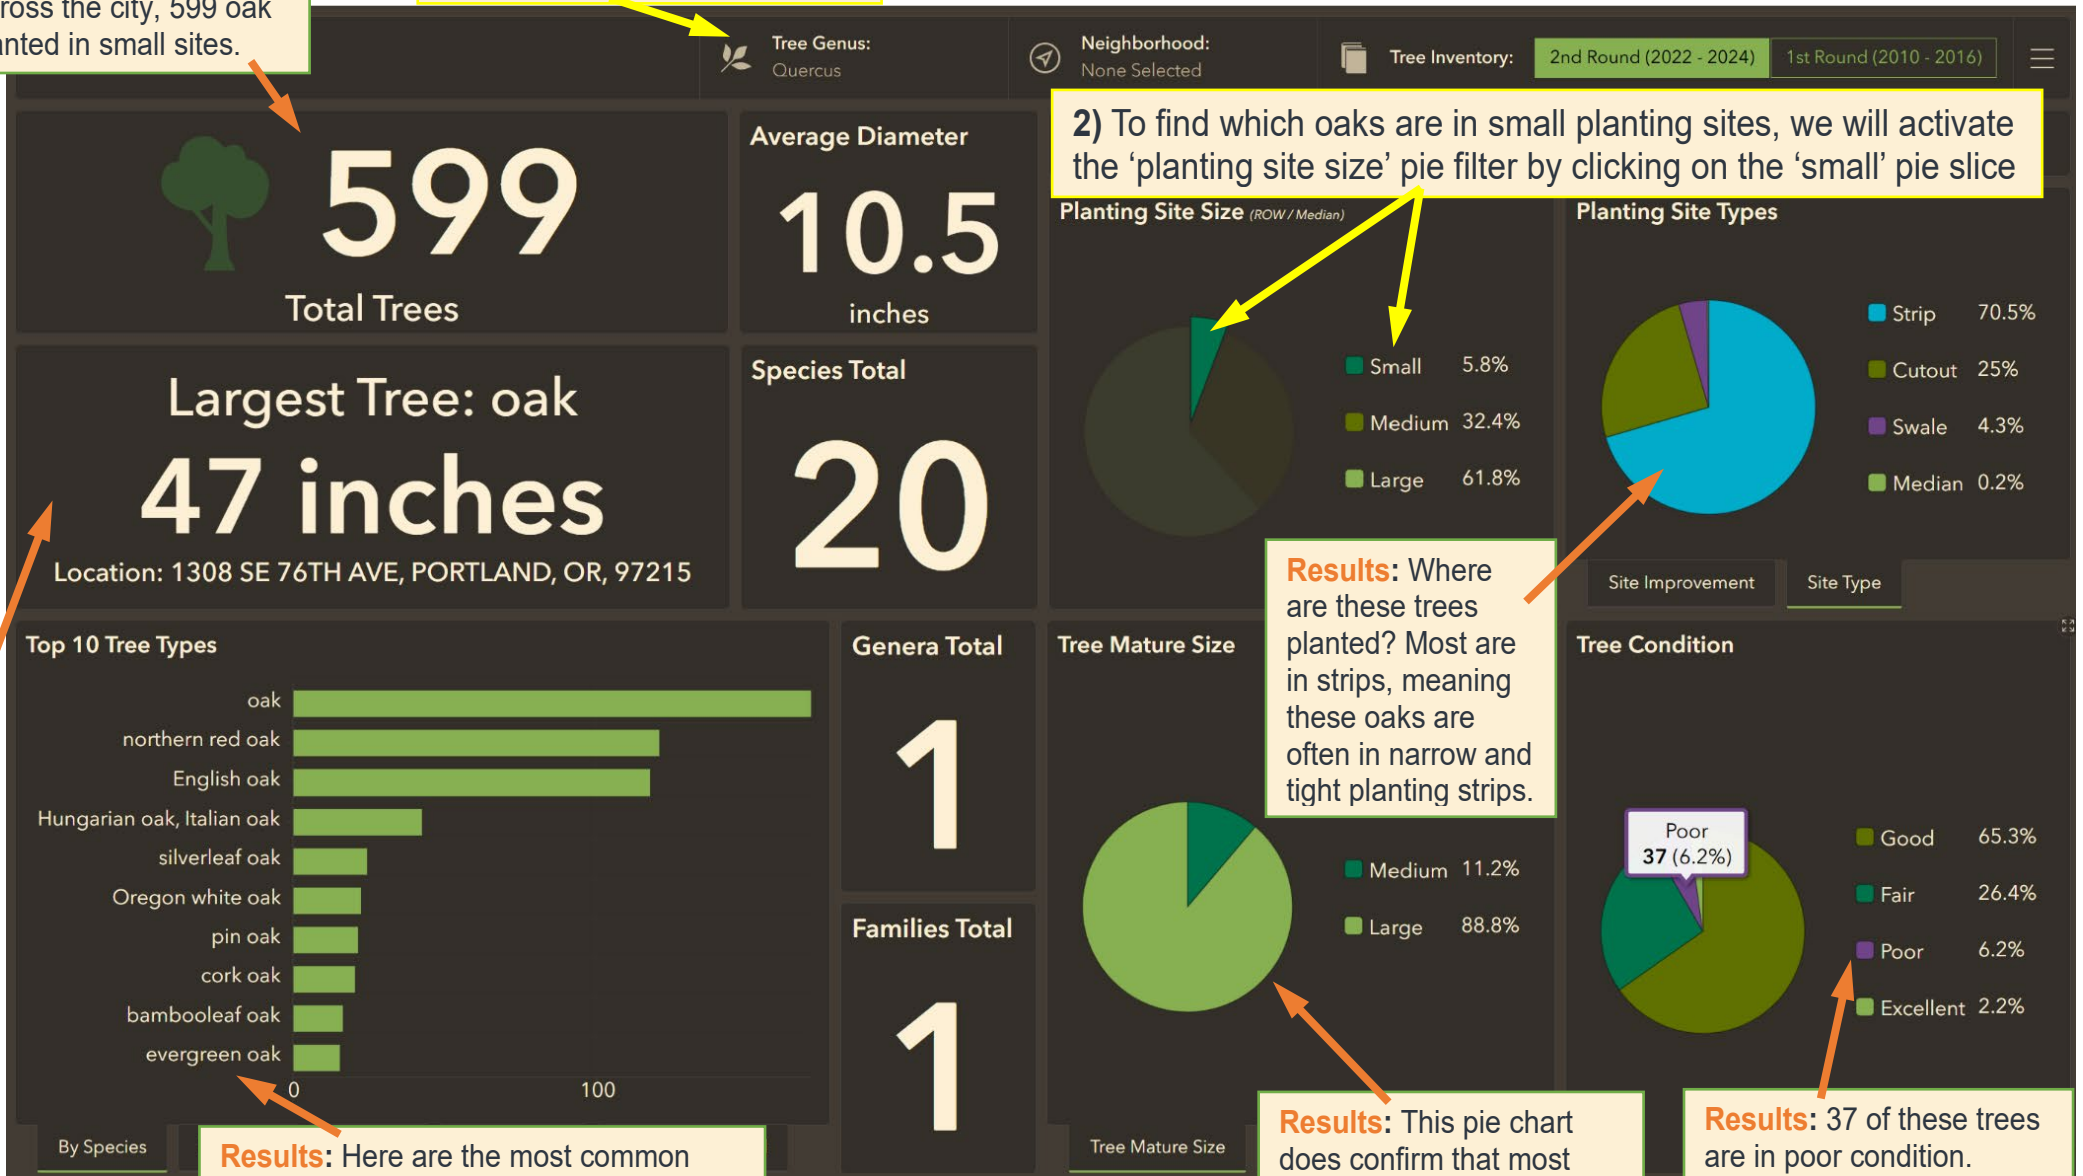 ross the city, 599 oak
anted in small sites.
Tree Genus:
Quercus
Neighborhood:
None Selected
Tree Inventory:
2nd Round (2022 - 2024)
1st Round (2010 - 2016)
2) To find which oaks are in small planting sites, we will activate
the ‘planting site size’ pie filter by clicking on the ‘small’ pie slice
599
Total Trees
Average Diameter
10.5
inches
Planting Site Size (ROW / Median)
Small 5.8%
Medium 32.4%
Large 61.8%
Planting Site Types
Strip 70.5%
Cutout 25%
Swale 4.3%
Median 0.2%
Site Improvement
Site Type
Largest Tree: oak
47 inches
Location: 1308 SE 76TH AVE, PORTLAND, OR, 97215
Species Total
20
Results: Where
are these trees
planted? Most are
in strips, meaning
these oaks are
often in narrow and
tight planting strips.
Top 10 Tree Types
oak
northern red oak
English oak
Hungarian oak, Italian oak
silverleaf oak
Oregon white oak
pin oak
cork oak
bambooleaf oak
evergreen oak
0
100
By Species
Results: Here are the most common
Genera Total
1
Families Total
1
Tree Mature Size
Medium 11.2%
Large 88.8%
Tree Mature Size
Results: This pie chart
does confirm that most
Tree Condition
Poor
37 (6.2%)
Good 65.3%
Fair 26.4%
Poor 6.2%
Excellent 2.2%
Results: 37 of these trees
are in poor condition.